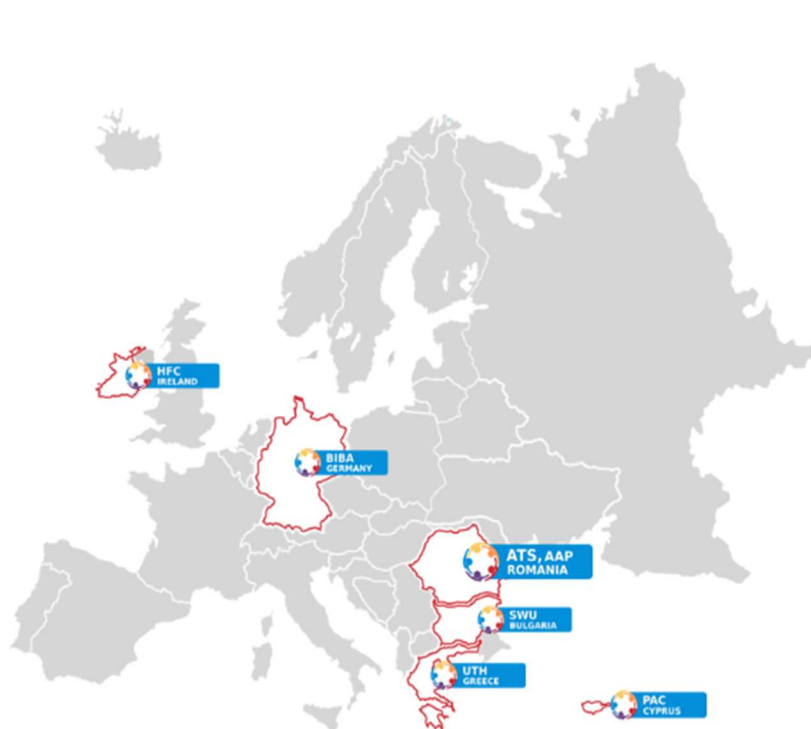 HFC
IRELAND
BIBA
GERMANY
ATS, AAP
ROMANIA
SWU
BULGARIA
UTH
GREECE
PAC
CYPRUS